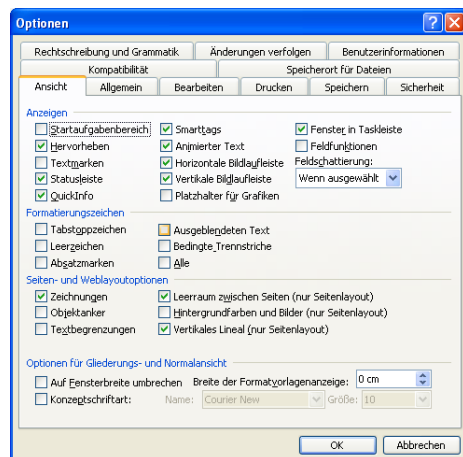 Optionen
Rechtschreibung und Grammatik Änderungen verfolgen Benutzerinformationen
Kompatibilität Speicherort für Dateien
Ansicht Allgemein Bearbeiten Drucken Speichern Sicherheit
Anzeigen
Startaufgabenbereich Smarttags Fenster in Taskleiste
Hervorheben Animierter Text Feldfunktionen
Textmarken Horizontale Bildlaufleiste Feldschattierung:
Statusleiste Vertikale Bildlaufleiste Wenn ausgewählt
QuickInfo Platzhalter für Grafiken
Formatierungszeichen
Tabstoppzeichen Ausgeblendeten Text
Leerzeichen Bedingte Trennstriche
Absatzmarken Alle
Seiten- und Weblayoutoptionen
Zeichnungen Leerraum zwischen Seiten (nur Seitenlayout)
Objektanker Hintergrundfarben und Bilder (nur Seitenlayout)
Textbegrenzungen Vertikales Lineal (nur Seitenlayout)
Optionen für Gliederungs- und Normalansicht
Auf Fensterbreite umbrechen Breite der Formatvorlagenanzeige: 0 cm
Konzeptschriftart: Name: Courier New Größe: 10
OK Abbrechen